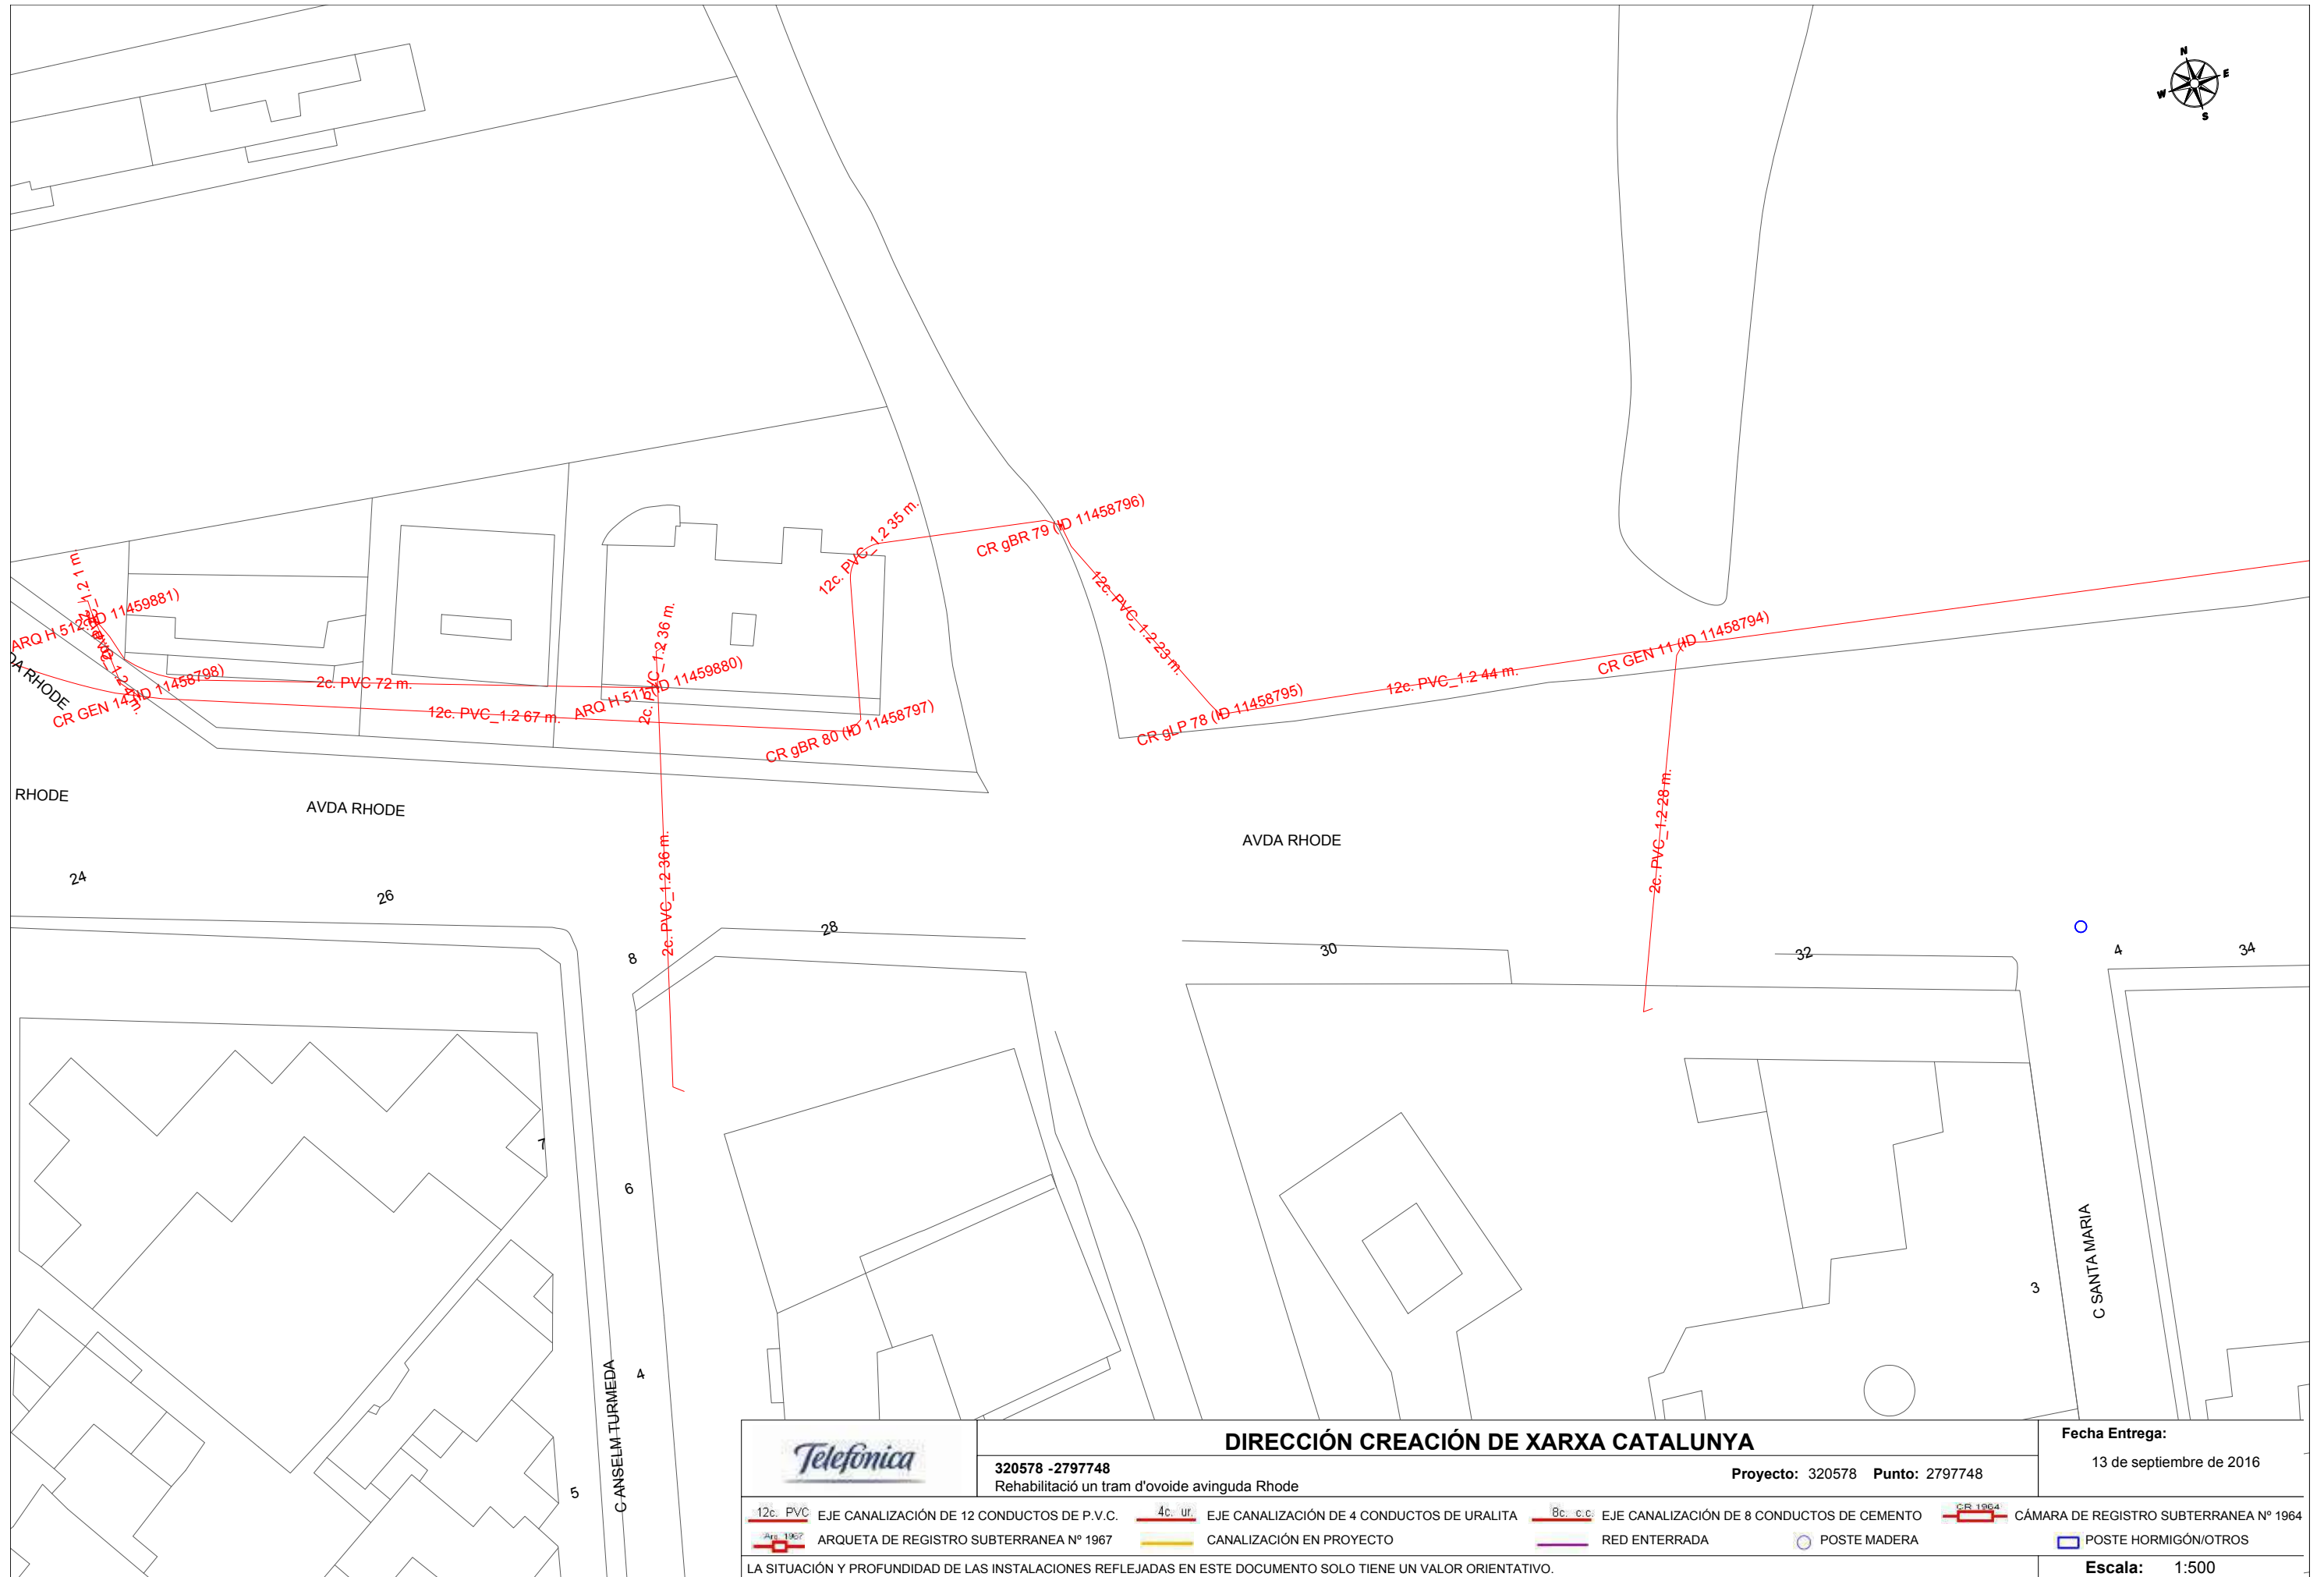 N
E
W
S
12c. PVC_1.2 35 m.
CR gBR 79 (ID 11458796)
12c. PVC_1.2 23 m.
ARQ H 512 (ID 11459881)
2c. PVC_1.2 36 m.
CR GEN 11 (ID 11458794)
DA RHODE
CR GEN 14 (ID 11458798)
2c. PVC 72 m.
ARQ H 511 (ID 11459880)
12c. PVC_1.2 67 m.
12c. PVC_1.2 44 m.
CR gLP 78 (ID 11458795)
CR gBR 80 (ID 11458797)
RHODE
AVDA RHODE
AVDA RHODE
2c. PVC_1.2 28 m.
2c. PVC_1.2 36 m.
24
26
28
8
30
32
4
34
7
6
3
C SANTA MARIA
4
C ANSELM TURMEDA
5
Telefónica
DIRECCIÓN CREACIÓN DE XARXA CATALUNYA
Fecha Entrega:
13 de septiembre de 2016
320578 -2797748
Rehabilitació un tram d'ovoide avinguda Rhode
Proyecto: 320578 Punto: 2797748
12c. PVC EJE CANALIZACIÓN DE 12 CONDUCTOS DE P.V.C.
4c. ur. EJE CANALIZACIÓN DE 4 CONDUCTOS DE URALITA
8c. c.c. EJE CANALIZACIÓN DE 8 CONDUCTOS DE CEMENTO
CR 1964 CÁMARA DE REGISTRO SUBTERRANEA Nº 1964
Arq. 1967 ARQUETA DE REGISTRO SUBTERRANEA Nº 1967
CANALIZACIÓN EN PROYECTO
RED ENTERRADA
POSTE MADERA
POSTE HORMIGÓN/OTROS
LA SITUACIÓN Y PROFUNDIDAD DE LAS INSTALACIONES REFLEJADAS EN ESTE DOCUMENTO SOLO TIENE UN VALOR ORIENTATIVO.
Escala: 1:500